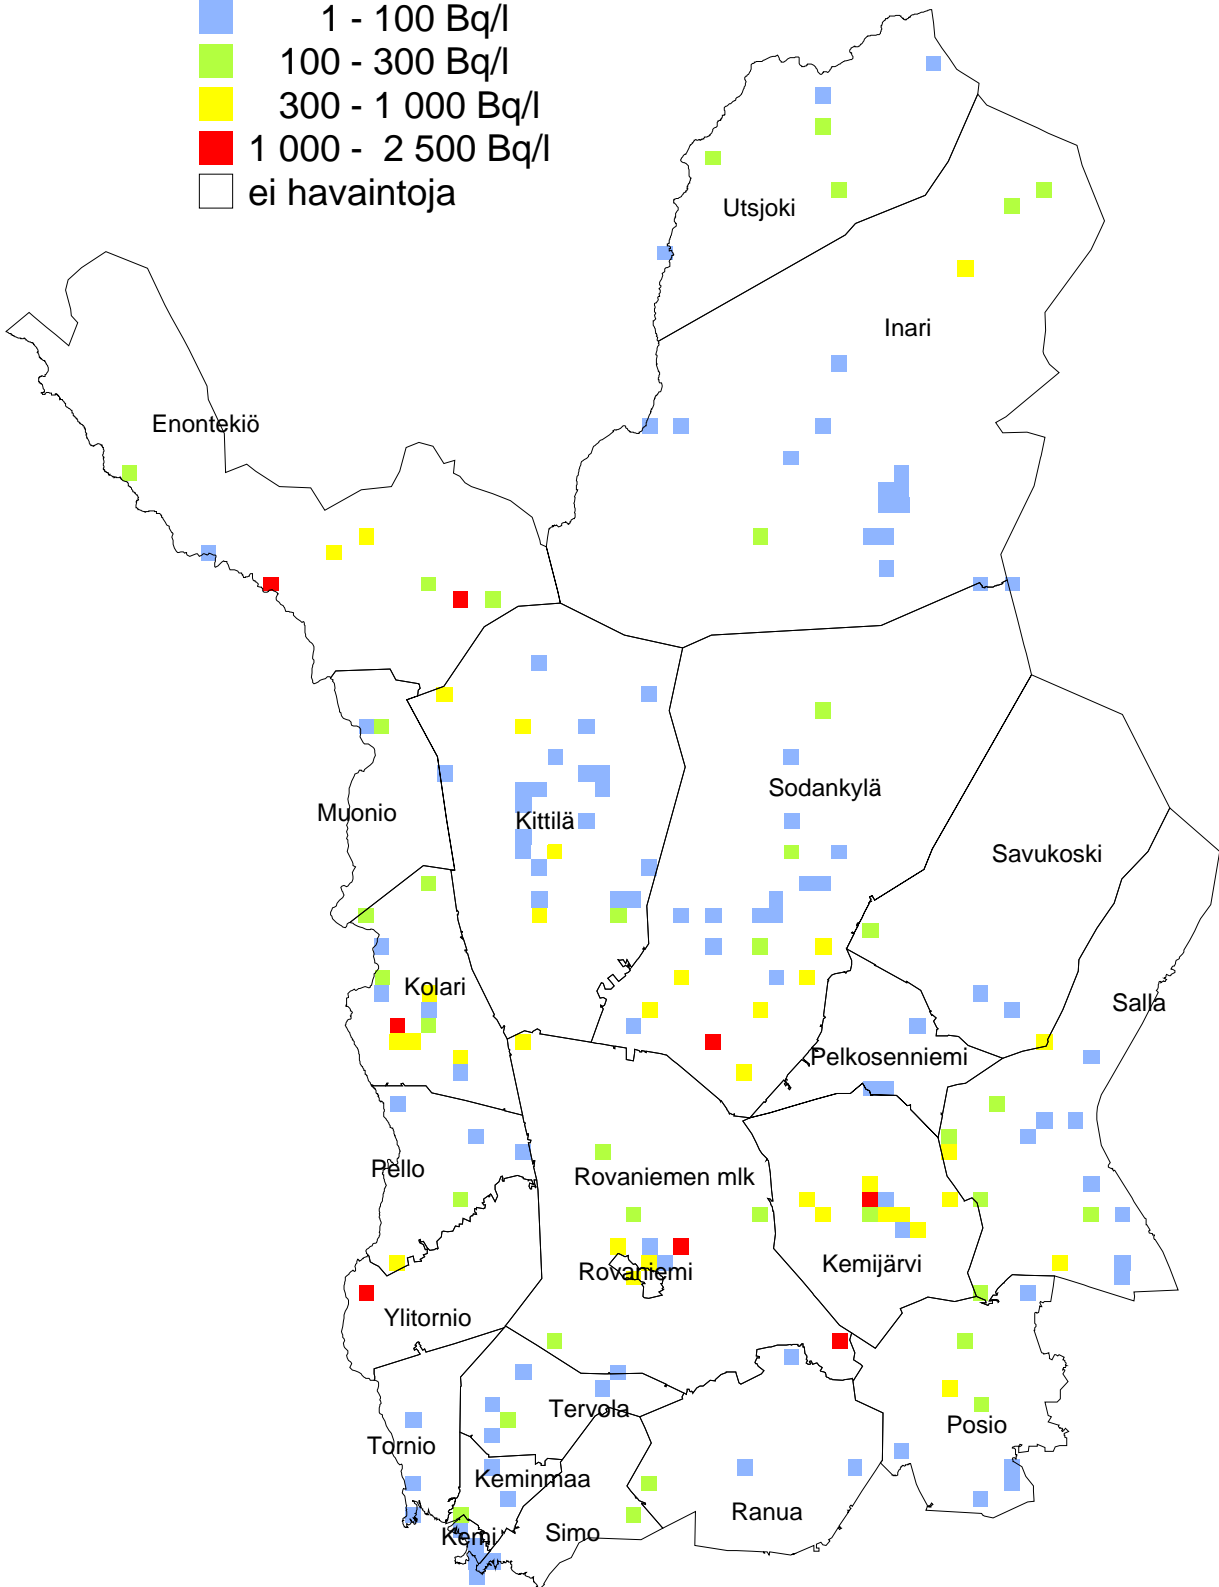 1 - 100 Bq/l
100 - 300 Bq/l
300 - 1 000 Bq/l
1 000 - 2 500 Bq/l
ei havaintoja
Utsjoki
Inari
Enontekiö
Sodankylä
Muonio
Kittilä
Savukoski
Kolari
Salla
Pelkosenniemi
Pello
Rovaniemen mlk
Kemijärvi
Rovaniemi
Ylitornio
Tervola
Posio
Tornio
Keminmaa
Ranua
Simo
Kemi